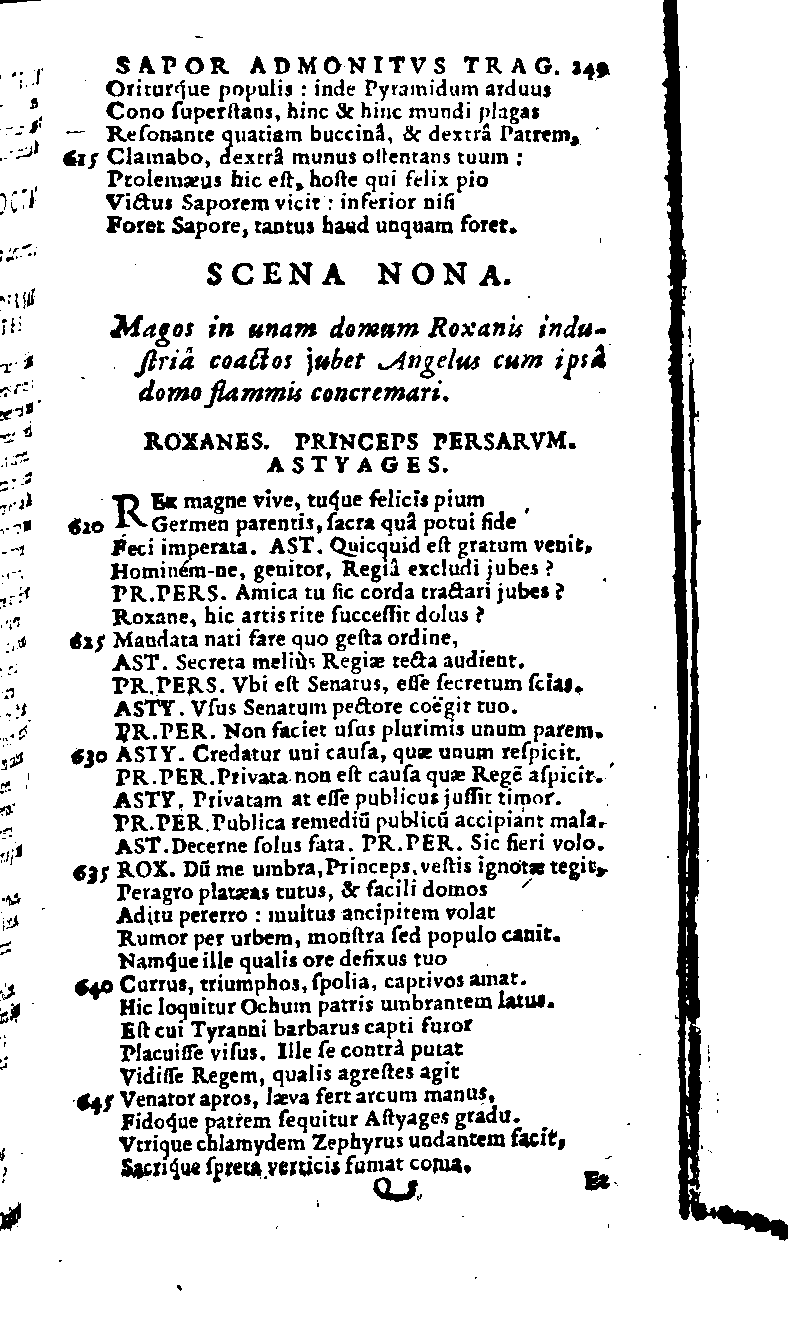 SAPOR ADMONITVS TRAG. 249
Oriturq́ue populis : inde Pyramidum arduus
Cono ſuperſtans, hinc & hinc mundi plagas
Reſonante quatiam buccinâ, & dextrâ Patrem,
615 Clamabo, dextrâ munus oſtentans tuum :
Ptolemæus hic eſt, hoſte qui felix pio
Victus Saporem vicit : inferior niſi
Foret Sapore, tantus haud unquam foret.
SCENA NONA.
Magos in unam domum Roxanis indu-
ſtriâ coactos jubet Angelus cum ipsâ
domo flammis concremari.
ROXANES. PRINCEPS PERSARVM.
ASTYAGES.
REx magne vive, tuq́ue felicis pium
620 Germen parentis, ſacra quâ potui fide
Feci imperata. AST. Quicquid eſt gratum venit,
Hominém-ne, genitor, Regiâ excludi jubes ?
PR.PERS. Amica tu ſic corda tractari jubes ?
Roxane, hic artis rite ſucceſſit dolus ?
625 Mandata nati fare quo geſta ordine,
AST. Secreta meliùs Regiæ tecta audient.
PR.PERS. Vbi eſt Senatus, eſſe ſecretum ſcias.
ASTY. Vſus Senatum pectore coëgit tuo.
PR.PER. Non faciet uſus plurimis unum parem.
630 ASTY. Credatur uni cauſa, quæ unum reſpicit.
PR.PER. Privata non eſt cauſa quæ Regē aſpicit.
ASTY. Privatam at eſſe publicus juſſit timor.
PR.PER. Publica remediū publicū accipiant mala.
AST. Decerne ſolus fata. PR.PER. Sic fieri volo.
635 ROX. Dū me umbra, Princeps, veſtis ignotæ tegit,
Peragro platæas tutus, & facili domos
Aditu pererro : multus ancipitem volat
Rumor per urbem, monſtra ſed populo canit.
Namq́ue ille qualis ore defixus tuo
640 Currus, triumphos, ſpolia, captivos amat.
Hic loquitur Ochum patris umbrantem latus.
Eſt cui Tyranni barbarus capti furor
Placuiſſe viſus. Ille ſe contrà putat
Vidiſſe Regem, qualis agreſtes agit
645 Venator apros, læva fert arcum manus,
Fidoq́ue patrem ſequitur Aſtyages gradu.
Vtrique chlamydem Zephyrus undantem facit,
Sacriq́ue ſpreta verticis fumat coma.
Et